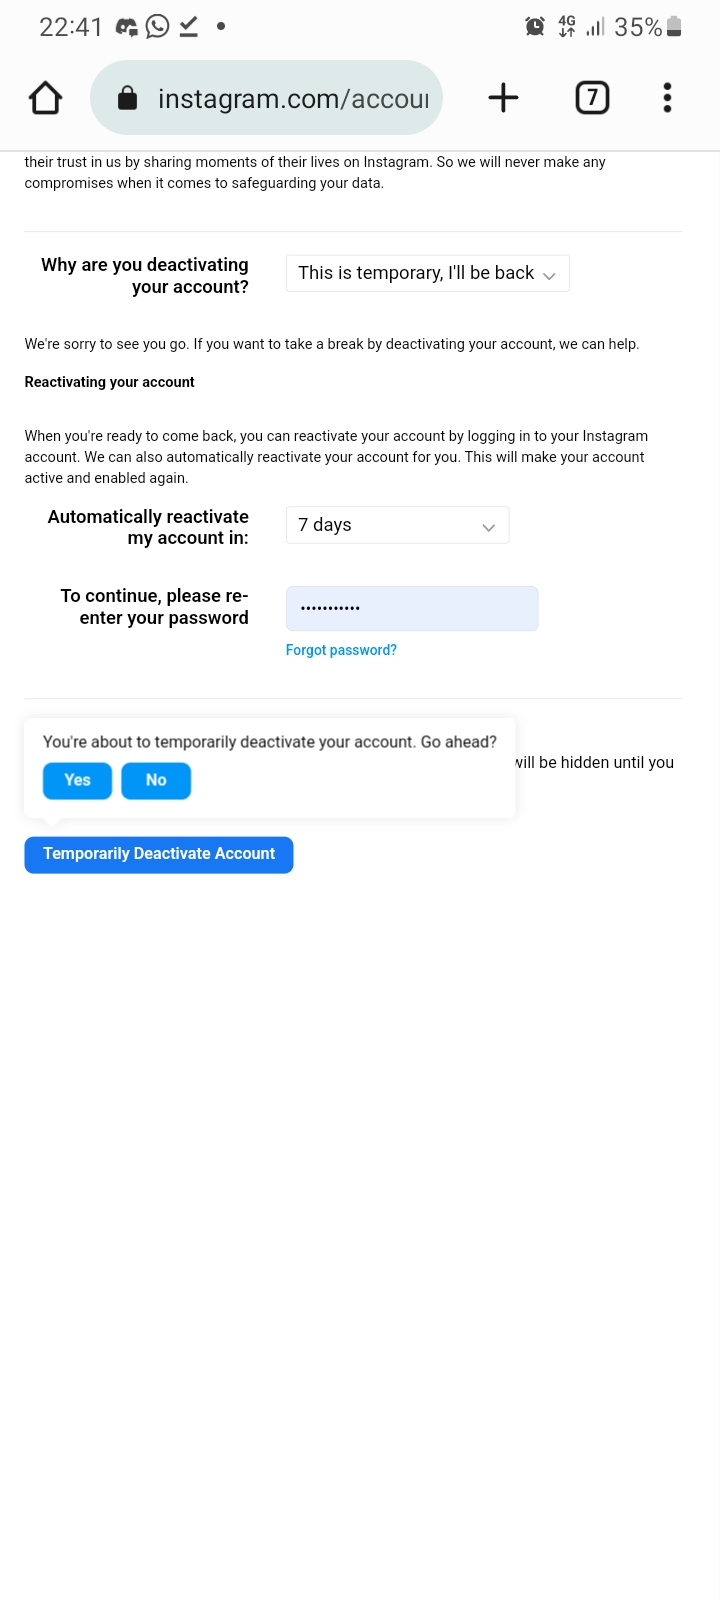 22:41
4G
35%
instagram.com/accour
7
their trust in us by sharing moments of their lives on Instagram. So we will never make any
compromises when it comes to safeguarding your data.
Why are you deactivating
your account?
This is temporary, I'll be back
We're sorry to see you go. If you want to take a break by deactivating your account, we can help.
Reactivating your account
When you're ready to come back, you can reactivate your account by logging in to your Instagram
account. We can also automatically reactivate your account for you. This will make your account
active and enabled again.
Automatically reactivate
my account in:
7 days
To continue, please re-
enter your password
•••••••••••
Forgot password?
You're about to temporarily deactivate your account. Go ahead?
will be hidden until you
Yes
No
Temporarily Deactivate Account